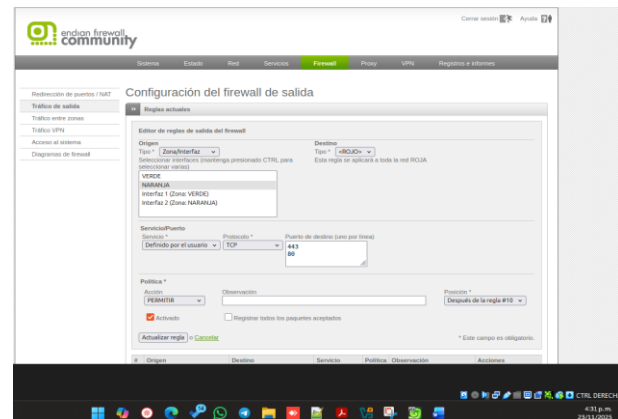 Cerrar sesión Ayuda
endian firewall
community
Sistema Estado Red Servicios Firewall Proxy VPN Registros e Informes
Redirección de puertos / NAT
Tráfico de salida
Tráfico entre zonas
Tráfico VPN
Acceso al sistema
Diagramas de firewall
Configuración del firewall de salida
Reglas actuales
Editor de reglas de salida del firewall
Origen Destino
Tipo * Zona/Interfaz Tipo * <ROJO>
Seleccionar interfaces (mantenga presionado CTRL para seleccionar varias) Esta regla se aplicará a toda la red ROJA
VERDE
NARANJA
Interfaz 1 (Zona: VERDE)
Interfaz 2 (Zona: NARANJA)
Servicio/Puerto
Servicio * Protocolo * Puerto de destino (uno por línea)
Definido por el usuario TCP 443
80
Política *
Acción Observación Posición *
PERMITIR Después de la regla #10
Activado Registrar todos los paquetes aceptados
Actualizar regla o Cancelar * Este campo es obligatorio.
# Origen Destino Servicio Política Observación Acciones
CTRL DERECH
4:31 p.m.
23/11/2025